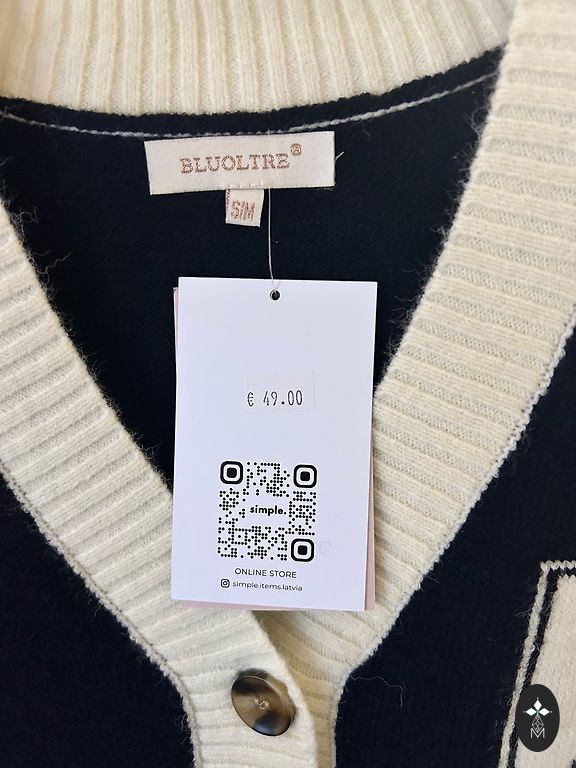 BLUOLTRE®
S/M
€ 49.00
simple.
ONLINE STORE
simple.items.latvia
M